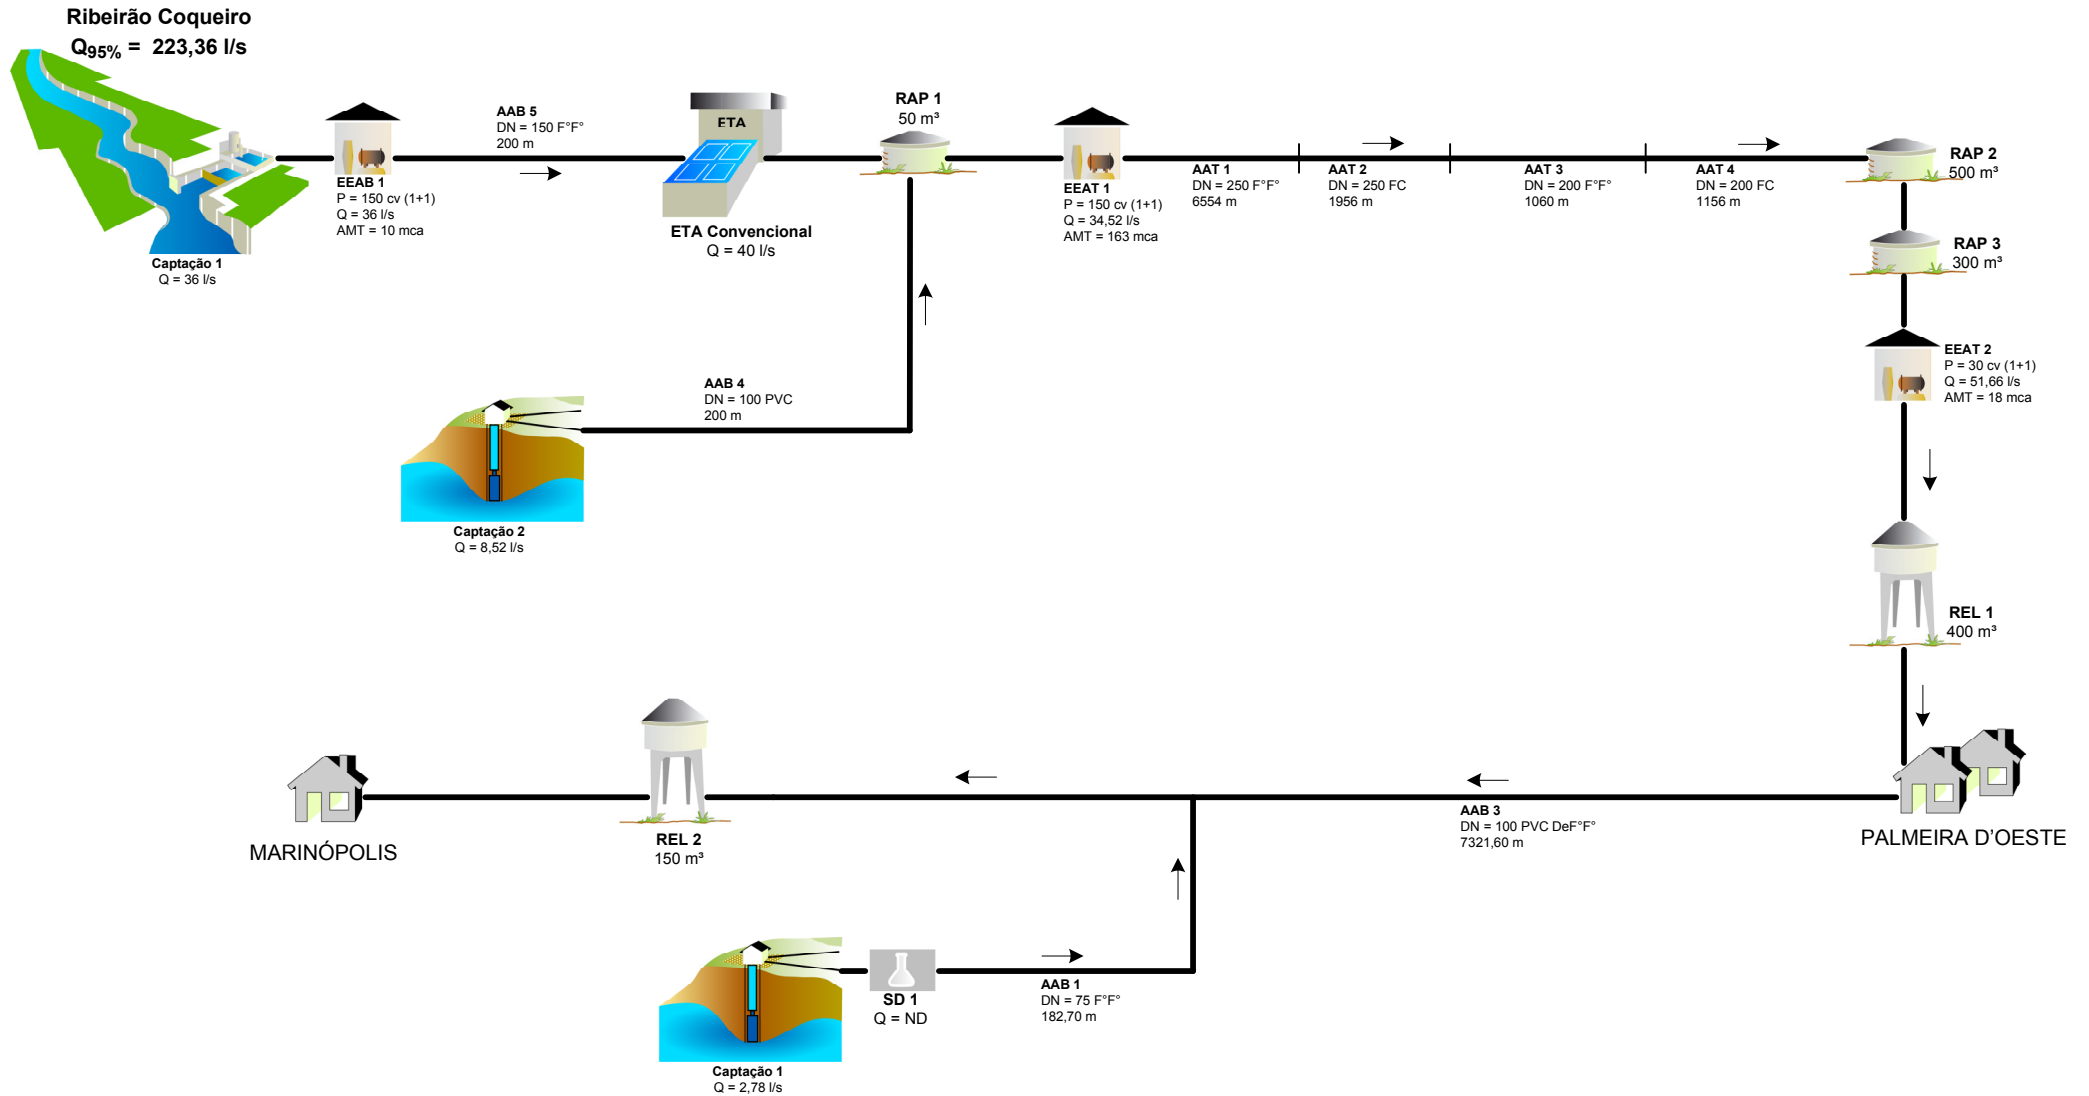 Ribeirão Coqueiro
Q95% = 223,36 l/s
Captação 1
Q = 36 l/s
EEAB 1
P = 150 cv (1+1)
Q = 36 l/s
AMT = 10 mca
AAB 5
DN = 150 F°F°
200 m
ETA
ETA Convencional
Q = 40 l/s
RAP 1
50 m³
EEAT 1
P = 150 cv (1+1)
Q = 34,52 l/s
AMT = 163 mca
AAT 1
DN = 250 F°F°
6554 m
AAT 2
DN = 250 FC
1956 m
AAT 3
DN = 200 F°F°
1060 m
AAT 4
DN = 200 FC
1156 m
RAP 2
500 m³
RAP 3
300 m³
EEAT 2
P = 30 cv (1+1)
Q = 51,66 l/s
AMT = 18 mca
AAB 4
DN = 100 PVC
200 m
Captação 2
Q = 8,52 l/s
REL 1
400 m³
MARINÓPOLIS
REL 2
150 m³
AAB 3
DN = 100 PVC DeF°F°
7321,60 m
PALMEIRA D'OESTE
SD 1
Q = ND
AAB 1
DN = 75 F°F°
182,70 m
Captação 1
Q = 2,78 l/s